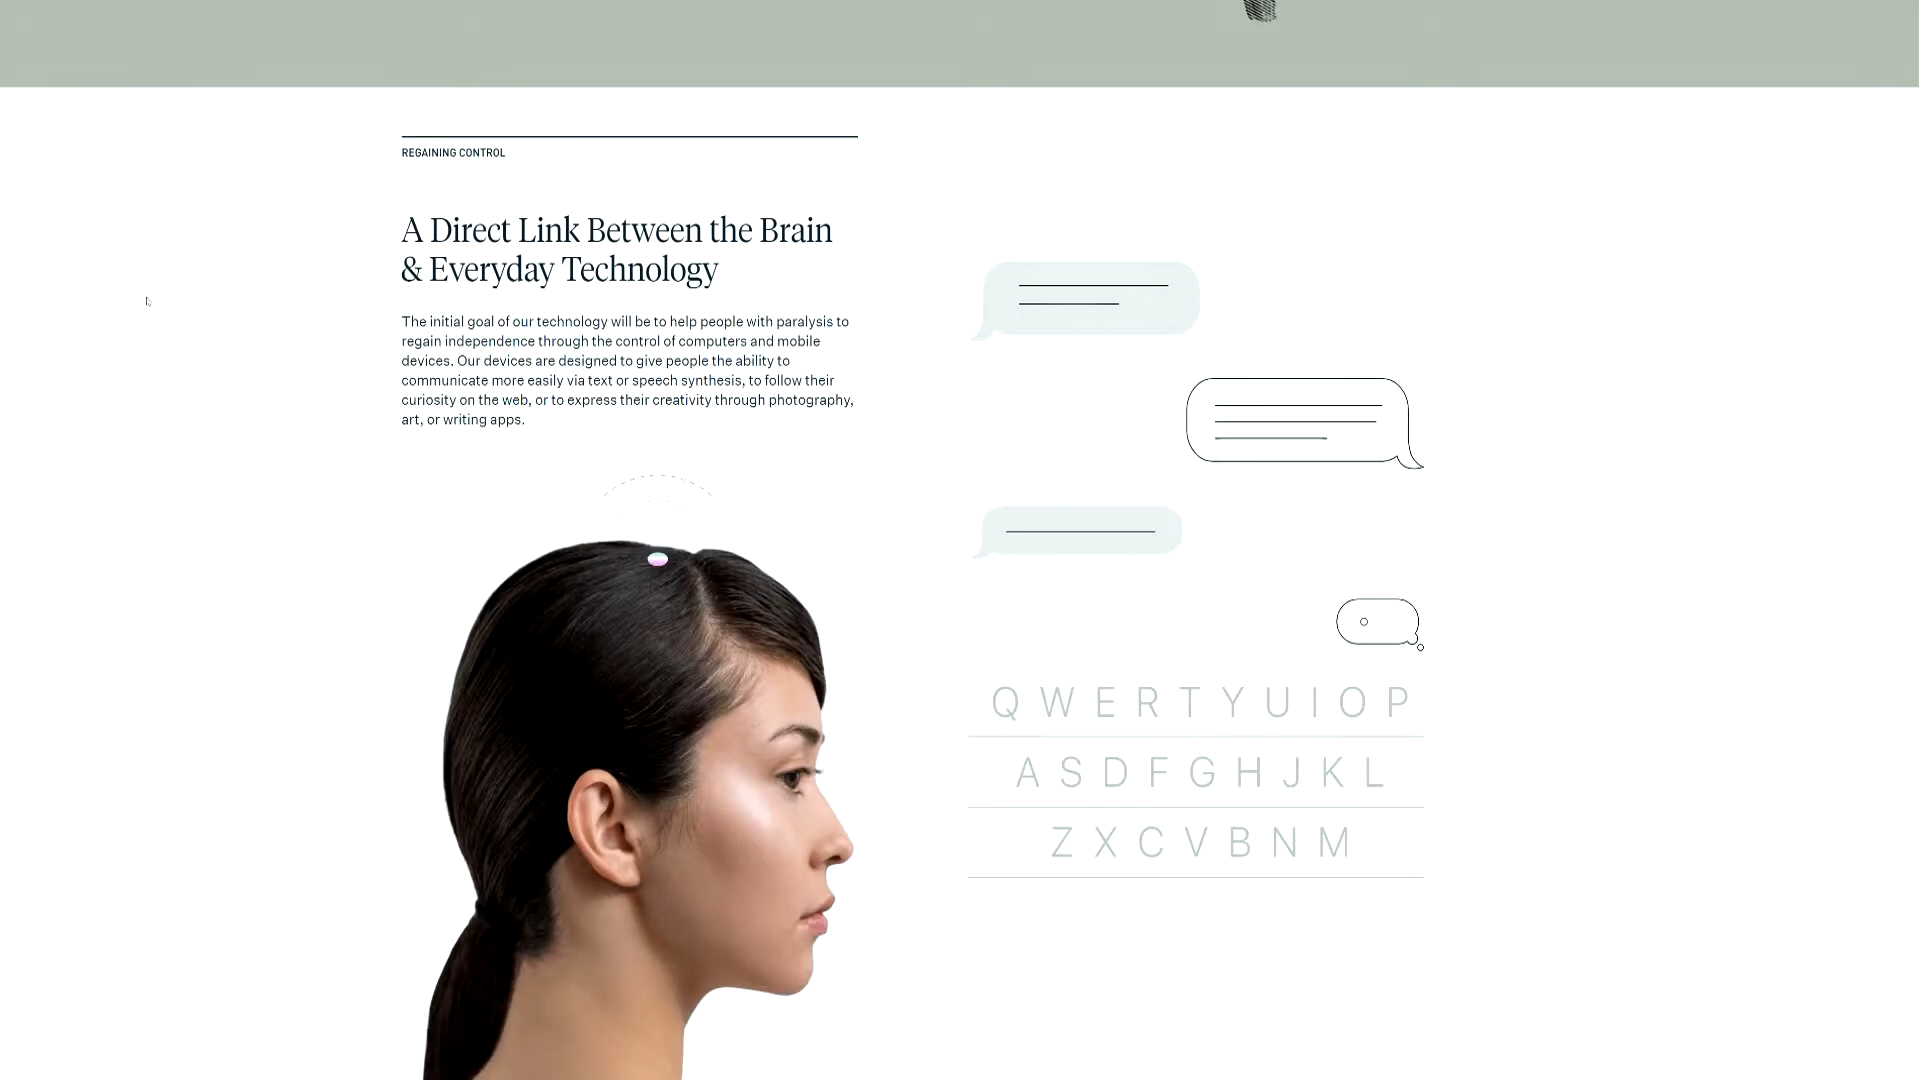 REGAINING CONTROL
A Direct Link Between the Brain
& Everyday Technology
The initial goal of our technology will be to help people with paralysis to
regain independence through the control of computers and mobile
devices. Our devices are designed to give people the ability to
communicate more easily via text or speech synthesis, to follow their
curiosity on the web, or to express their creativity through photography,
art, or writing apps.
Q W E R T Y U I O P
A S D F G H J K L
Z X C V B N M